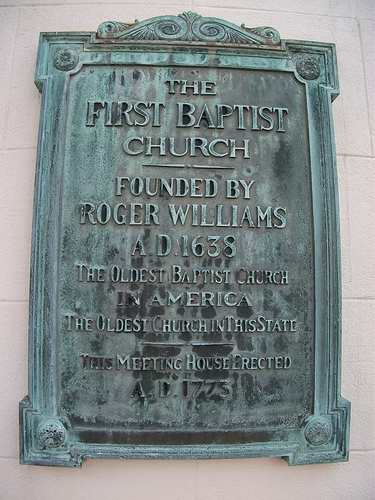 THE
FIRST BAPTIST
CHURCH
FOUNDED BY
ROGER WILLIAMS
A.D. 1638
THE OLDEST BAPTIST CHURCH
IN AMERICA
THE OLDEST CHURCH IN THIS STATE
THIS MEETING HOUSE ERECTED
A.D. 1775